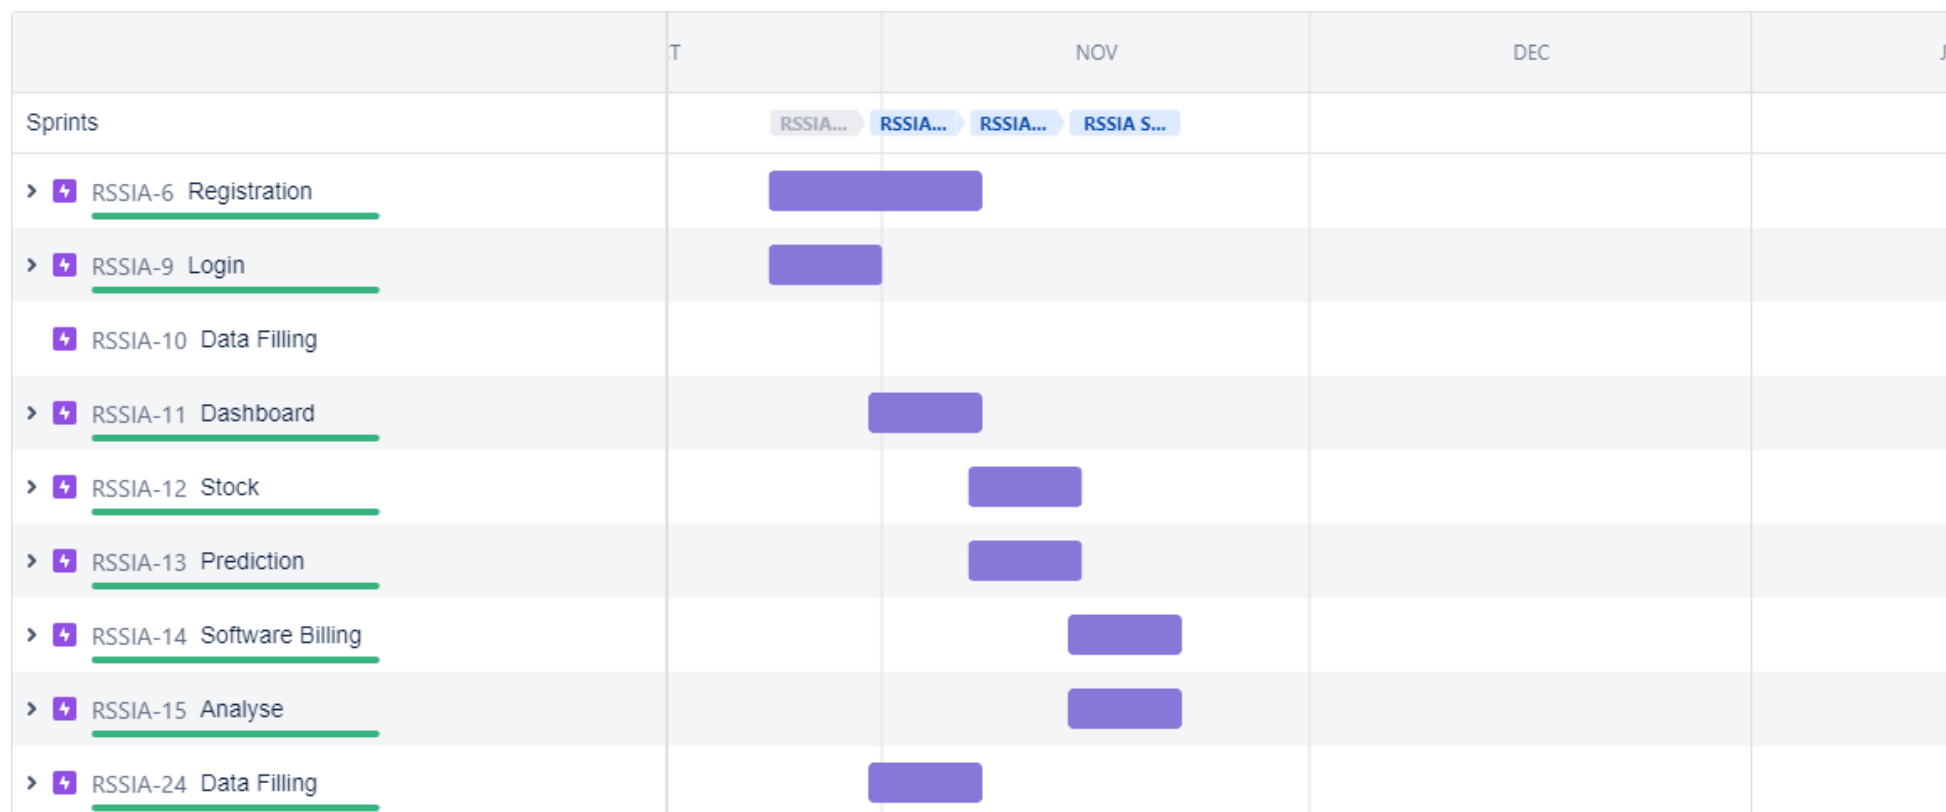 T NOV DEC J
Sprints RSSIA... RSSIA... RSSIA... RSSIA S...
RSSIA-6 Registration
RSSIA-9 Login
RSSIA-10 Data Filling
RSSIA-11 Dashboard
RSSIA-12 Stock
RSSIA-13 Prediction
RSSIA-14 Software Billing
RSSIA-15 Analyse
RSSIA-24 Data Filling